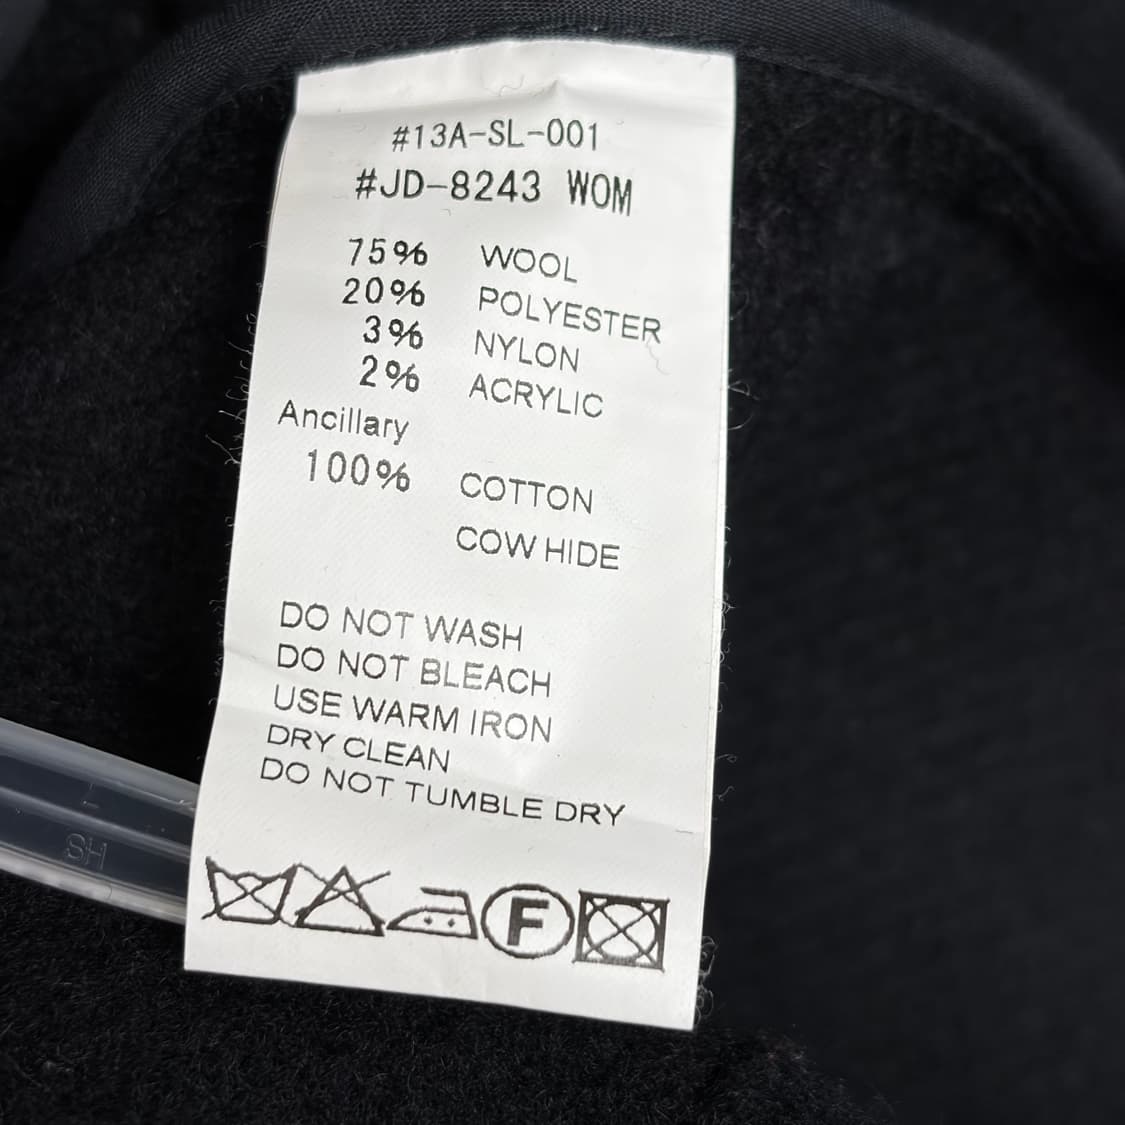 #13A-SL-001
#JD-8243 WOM
75% WOOL
20% POLYESTER
3% NYLON
2% ACRYLIC
Ancillary
100% COTTON
COW HIDE
DO NOT WASH
DO NOT BLEACH
USE WARM IRON
DRY CLEAN
DO NOT TUMBLE DRY
F
L
SH